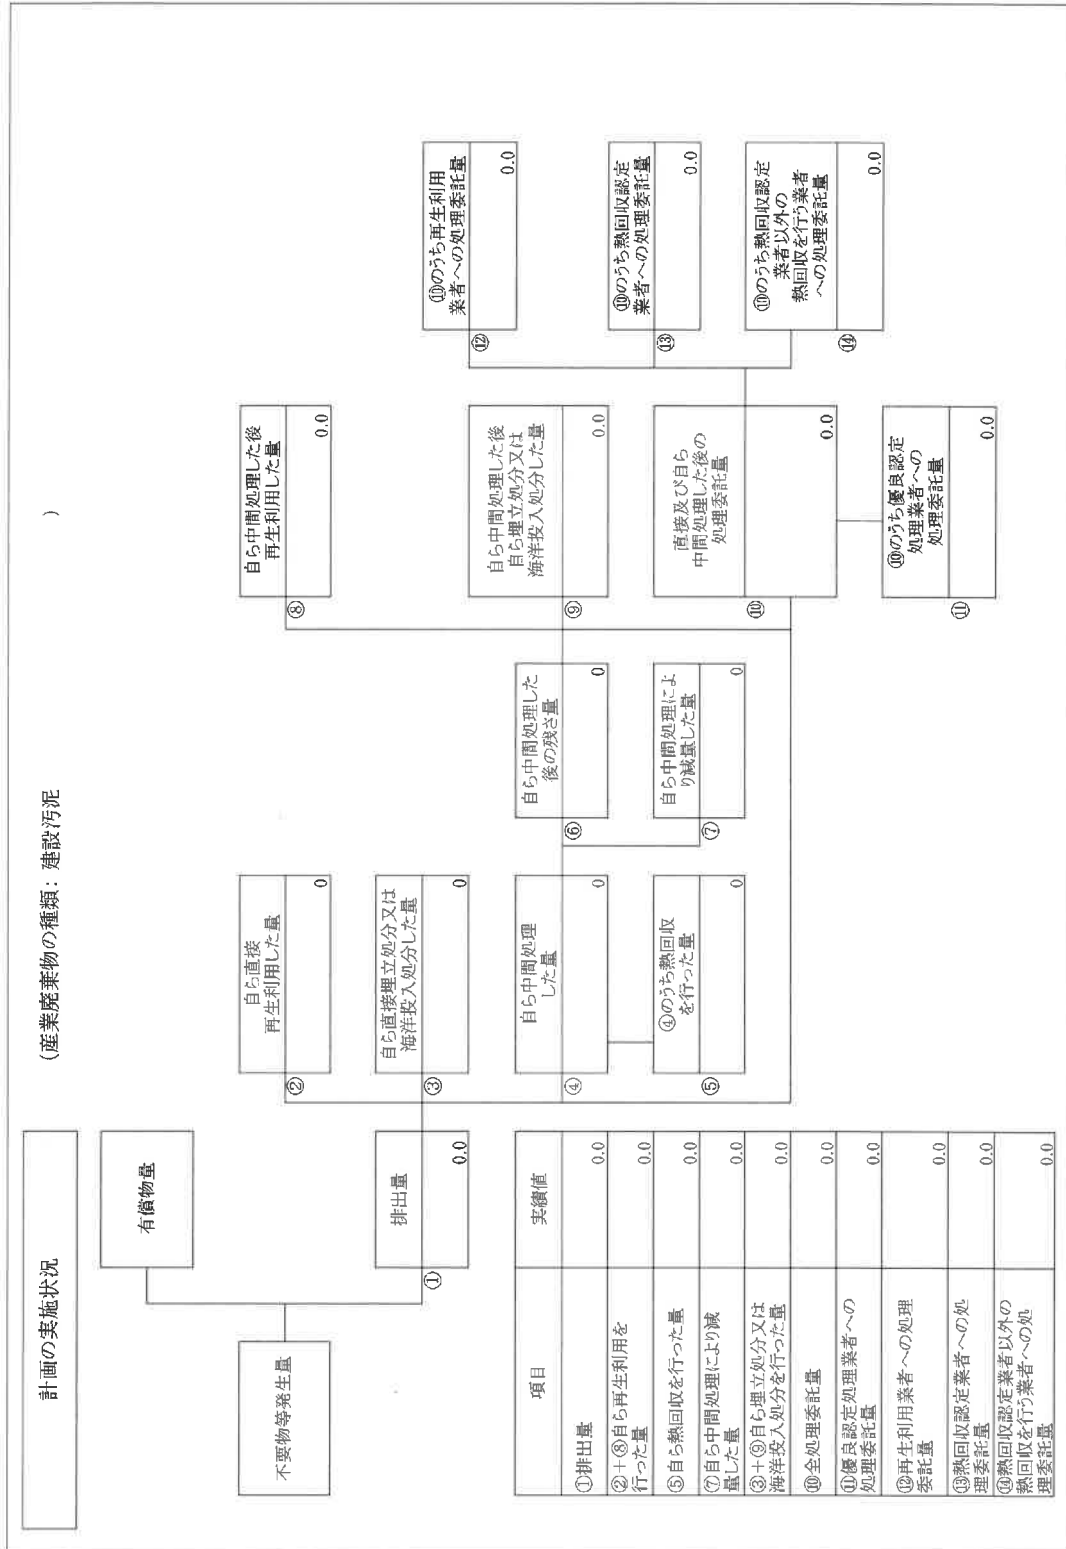 計画の実施状況
(産業廃棄物の種類: 建設汚泥
)
不要物等発生量
有償物量
①
排出量
0.0
②
自ら直接
再生利用した量
0
③
自ら直接埋立処分又は
海洋投入処分した量
0
④
自ら中間処理
した量
0
⑤
④のうち熱回収
を行った量
0
⑥
自ら中間処理した
後の残さ量
0
⑦
自ら中間処理によ
り減量した量
0
⑧
自ら中間処理した後
再生利用した量
0.0
⑨
自ら中間処理した後
自ら埋立処分又は
海洋投入処分した量
0.0
⑩
直接及び自ら
中間処理した後の
処理委託量
0.0
⑪
⑩のうち優良認定
処理業者への
処理委託量
0.0
⑫
⑩のうち再生利用
業者への処理委託量
0.0
⑬
⑩のうち熱回収認定
業者への処理委託量
0.0
⑭
⑩のうち熱回収認定
業者以外の
熱回収を行う業者
への処理委託量
0.0
項目 実績値
①排出量 0.0
②+⑧自ら再生利用を
行った量 0.0
⑤自ら熱回収を行った量 0.0
⑦自ら中間処理により減
量した量 0.0
③+⑨自ら埋立処分又は
海洋投入処分を行った量 0.0
⑩全処理委託量 0.0
⑪優良認定処理業者への
処理委託量 0.0
⑫再生利用業者への処理
委託量 0.0
⑬熱回収認定業者への処
理委託量 0.0
⑭熱回収認定業者以外の
熱回収を行う業者への処
理委託量 0.0